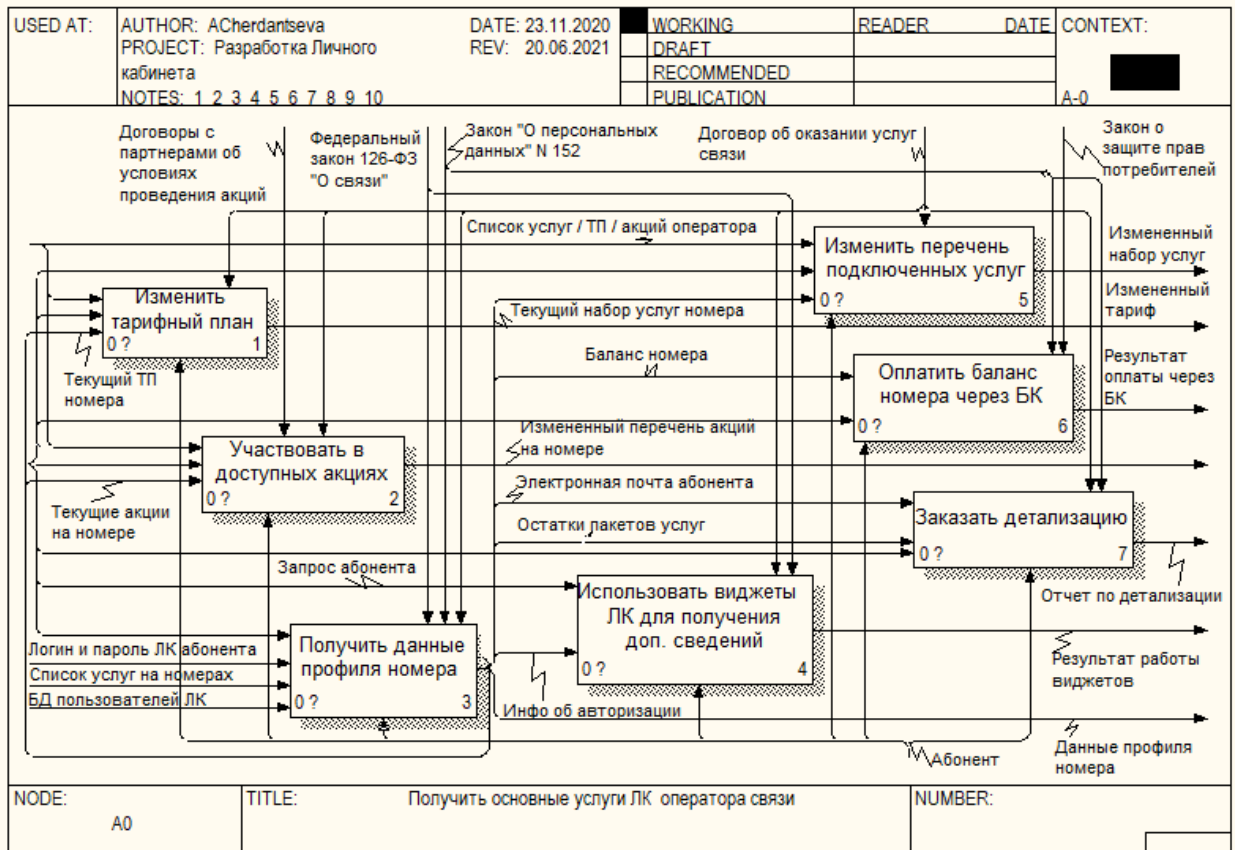 USED AT:
AUTHOR: ACherdantseva
DATE: 23.11.2020
PROJECT: Разработка Личного
кабинета
REV: 20.06.2021
NOTES: 1 2 3 4 5 6 7 8 9 10
WORKING
DRAFT
RECOMMENDED
PUBLICATION
READER
DATE
CONTEXT:
A-0
Договоры с
партнерами об
условиях
проведения акций
Федеральный
закон 126-ФЗ
"О связи"
Закон "О персональных
данных" N 152
Договор об оказании услуг
связи
Закон о
защите прав
потребителей
Список услуг / ТП / акций оператора
Изменить перечень
подключенных услуг
0 ?
5
Измененный
набор услуг
Изменить
тарифный план
0 ?
1
Текущий набор услуг номера
Измененный
тариф
Текущий ТП
номера
Баланс номера
Оплатить баланс
номера через БК
0 ?
6
Результат
оплаты через
БК
Участвовать в
доступных акциях
0 ?
2
Измененный перечень акций
на номере
Текущие акции
на номере
Электронная почта абонента
Остатки пакетов услуг
Заказать детализацию
0 ?
7
Отчет по детализации
Запрос абонента
Использовать виджеты
ЛК для получения
доп. сведений
0 ?
4
Результат работы
виджетов
Логин и пароль ЛК абонента
Список услуг на номерах
БД пользователей ЛК
Получить данные
профиля номера
0 ?
3
Инфо об авторизации
Абонент
Данные профиля
номера
NODE:
A0
TITLE:
Получить основные услуги ЛК оператора связи
NUMBER: